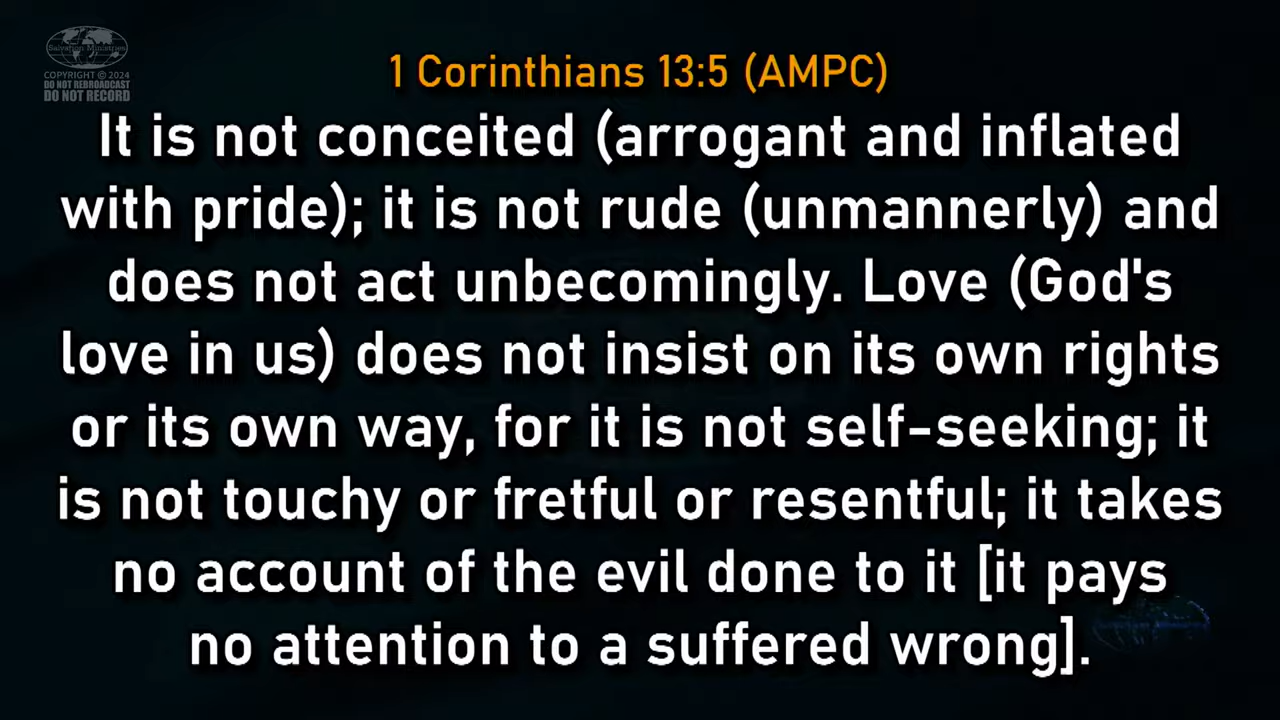 Salvation Ministries
COPYRIGHT © 2024
DO NOT REBROADCAST
DO NOT RECORD
1 Corinthians 13:5 (AMPC)
It is not conceited (arrogant and inflated
with pride); it is not rude (unmannerly) and
does not act unbecomingly. Love (God's
love in us) does not insist on its own rights
or its own way, for it is not self-seeking; it
is not touchy or fretful or resentful; it takes
no account of the evil done to it [it pays
no attention to a suffered wrong].